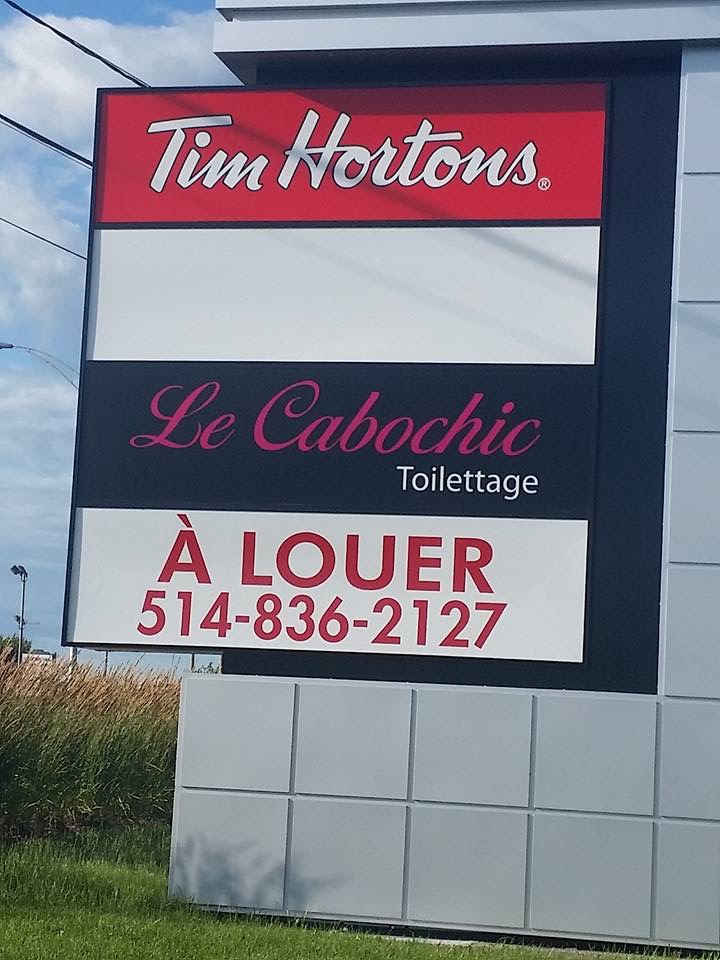 Tim Hortons®
Le Cabochic
Toilettage
À LOUER
514-836-2127